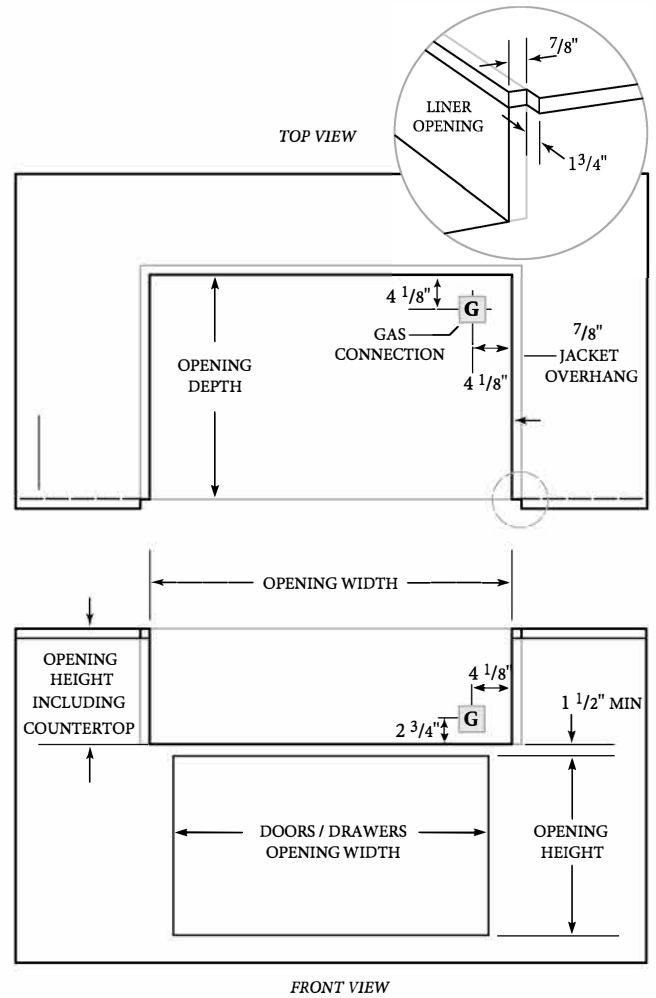 7/8"
LINER
OPENING
TOP VIEW
1 3/4"
4 1/8"
G
GAS
CONNECTION
7/8"
JACKET
OVERHANG
OPENING
DEPTH
4 1/8"
OPENING WIDTH
OPENING
HEIGHT
INCLUDING
COUNTERTOP
4 1/8"
1 1/2" MIN
G
2 3/4"
DOORS / DRAWERS
OPENING WIDTH
OPENING
HEIGHT
FRONT VIEW